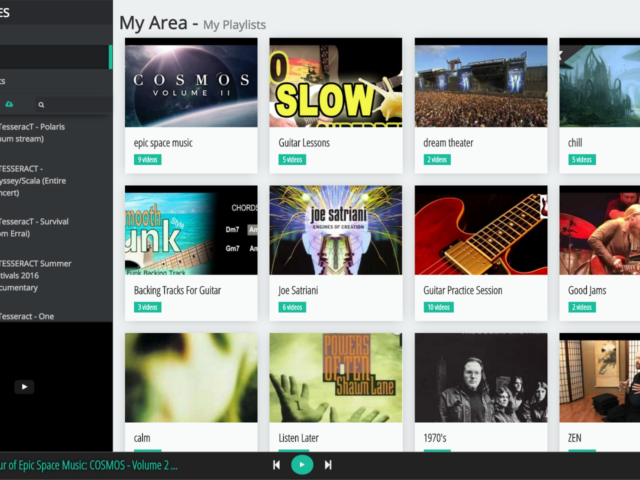 ES
My Area - My Playlists
ts
TesseracT - Polaris
um stream)
TESSERACT -
yssey/Scala (Entire
ncert)
TesseracT - Survival
om Errai)
TESSERACT Summer
tivals 2016
cumentary
Tesseract - One
COSMOS
VOLUME II
epic space music
9 videos
O
SLOW
Guitar Lessons
5 videos
dream theater
2 videos
chill
5 videos
smooth
unk
Funk Backing Track
CHORDS
Dm7
Am
Gm7
Am7
Backing Tracks For Guitar
3 videos
joe satriani
ENGINES OF CREATION
Joe Satriani
6 videos
Guitar Practice Session
10 videos
Good Jams
2 videos
calm
POWERS
OF TEN
Shawn Lane
Listen Later
1970's
ZEN
ur of Epic Space Music: COSMOS - Volume 2 ...